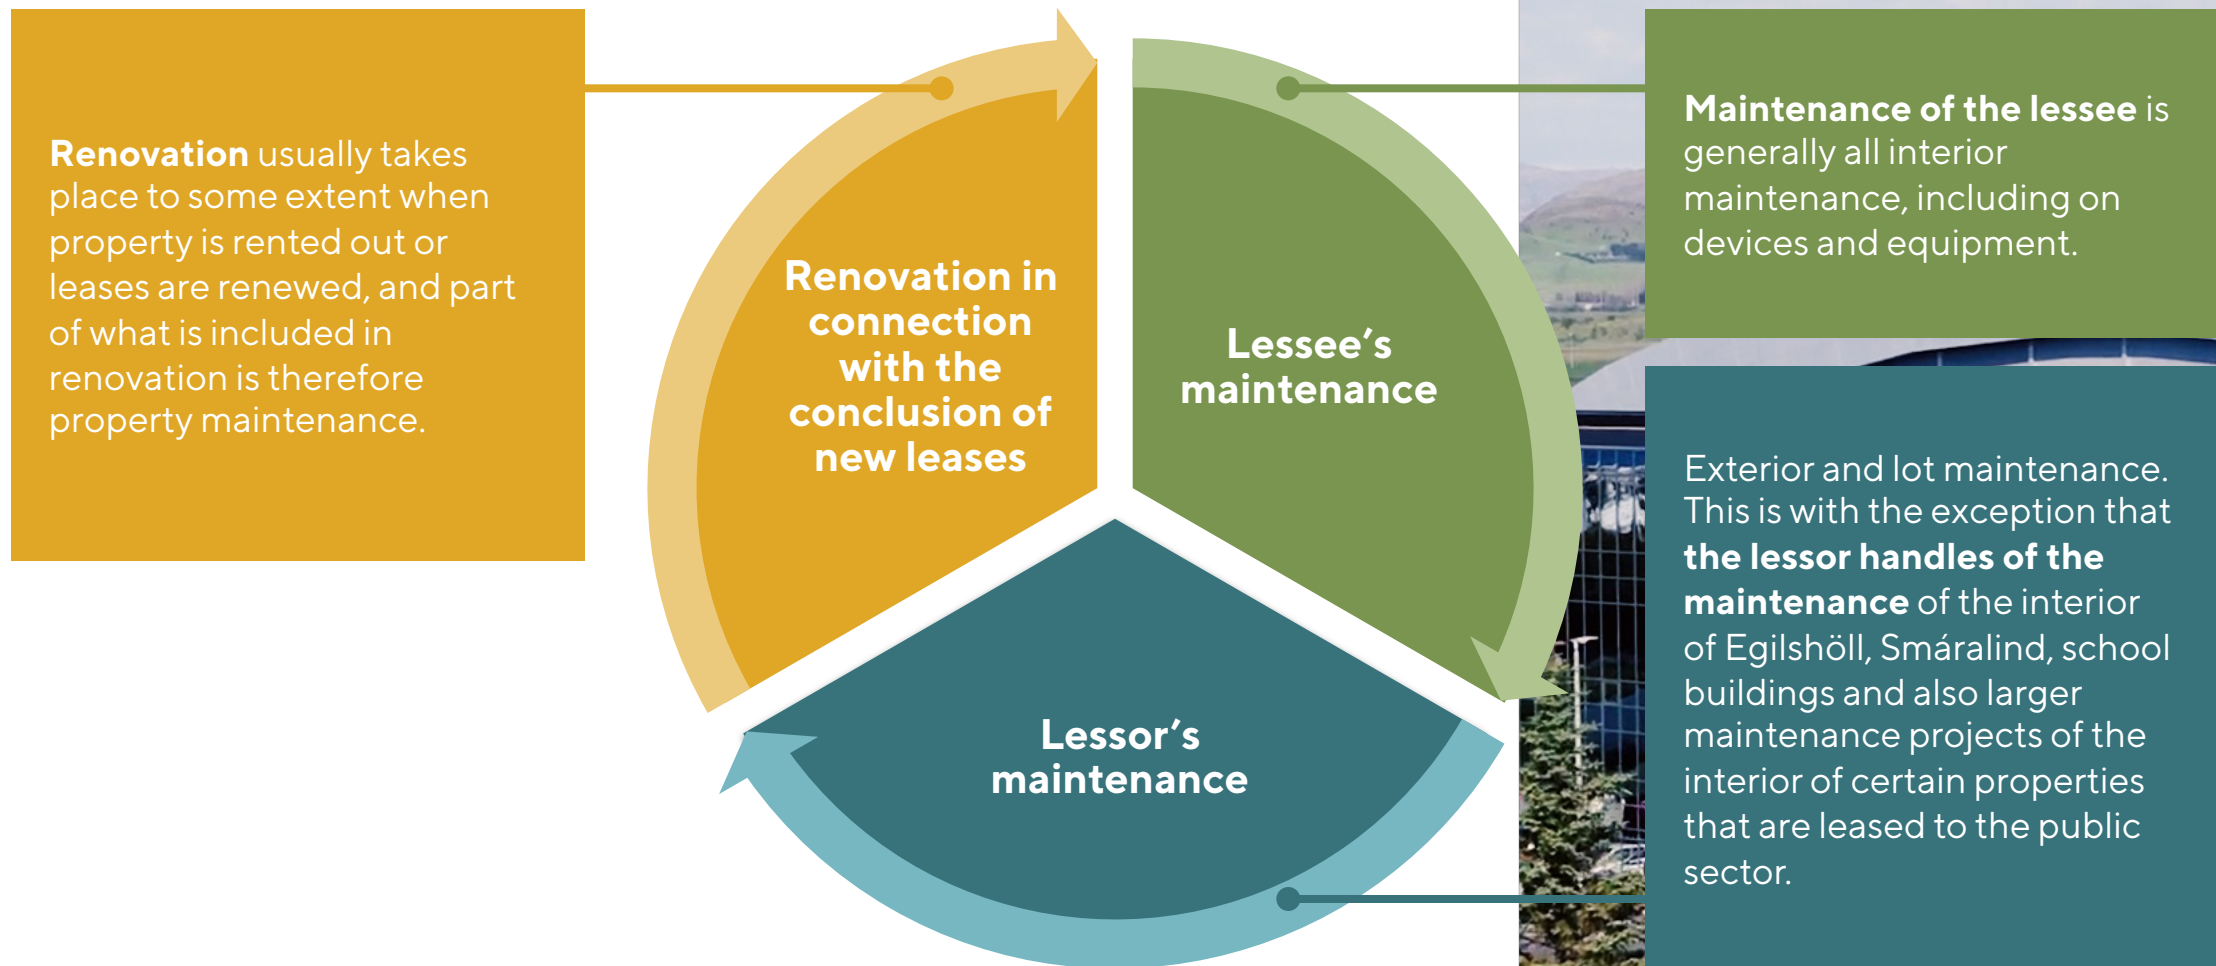 Renovation usually takes
place to some extent when
property is rented out or
leases are renewed, and part
of what is included in
renovation is therefore
property maintenance.
Renovation in
connection
with the
conclusion of
new leases
Lessee’s
maintenance
Lessor’s
maintenance
Maintenance of the lessee is
generally all interior
maintenance, including on
devices and equipment.
Exterior and lot maintenance.
This is with the exception that
the lessor handles of the
maintenance of the interior
of Egilshöll, Smáralind, school
buildings and also larger
maintenance projects of the
interior of certain properties
that are leased to the public
sector.